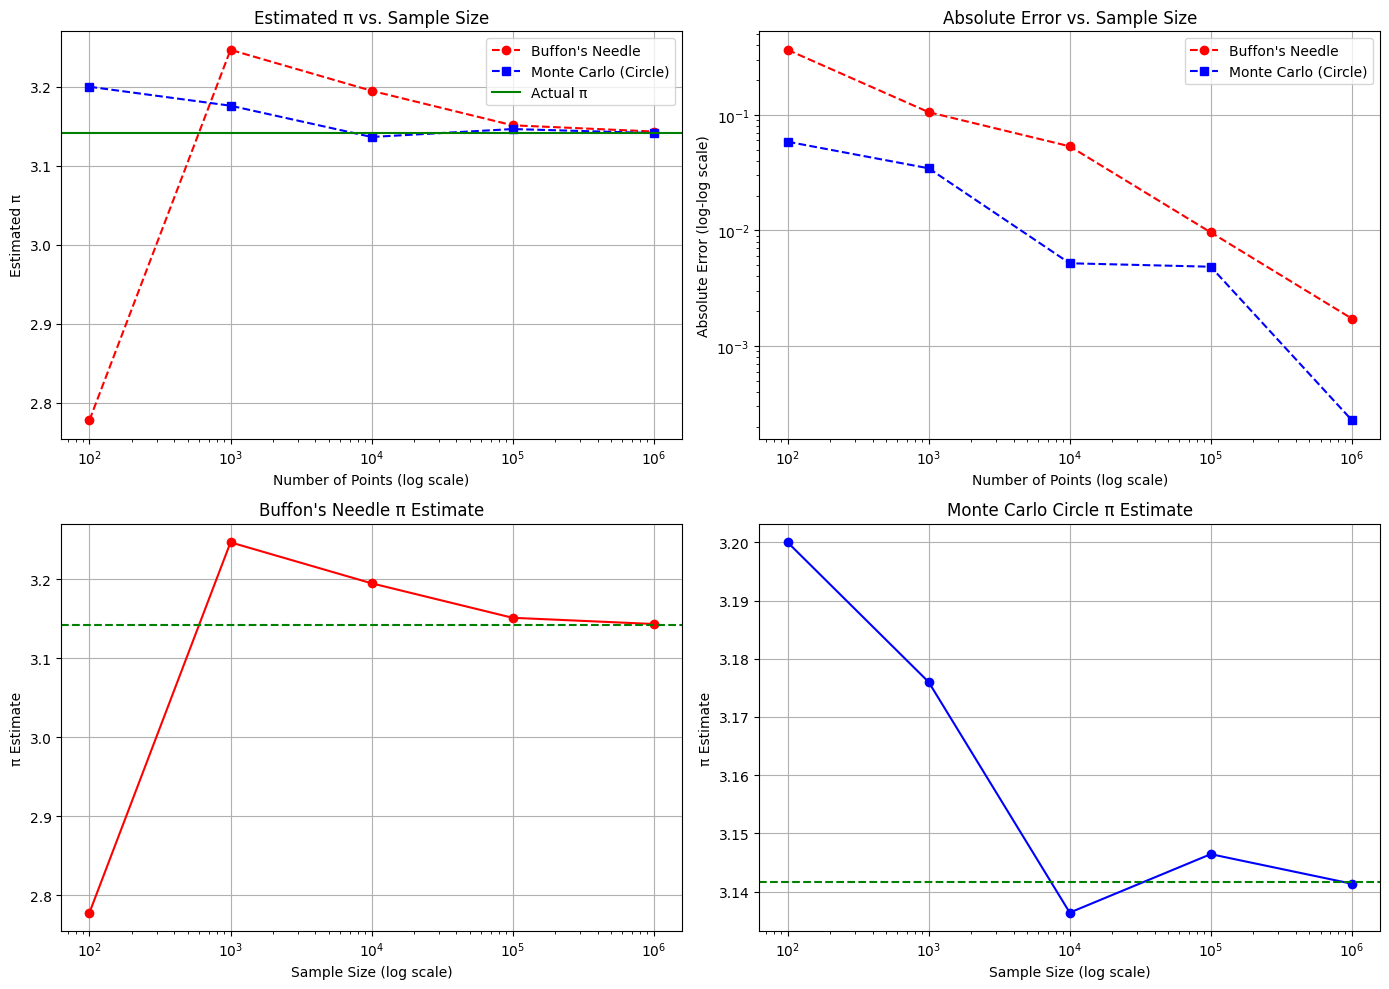 Estimated π vs. Sample Size
Buffon's Needle
Monte Carlo (Circle)
Actual π
Estimated π
3.2
3.1
3.0
2.9
2.8
10²
10³
10⁴
10⁵
10⁶
Number of Points (log scale)
Absolute Error vs. Sample Size
Buffon's Needle
Monte Carlo (Circle)
Absolute Error (log-log scale)
10⁻¹
10⁻²
10⁻³
10²
10³
10⁴
10⁵
10⁶
Number of Points (log scale)
Buffon's Needle π Estimate
π Estimate
3.2
3.1
3.0
2.9
2.8
10²
10³
10⁴
10⁵
10⁶
Sample Size (log scale)
Monte Carlo Circle π Estimate
π Estimate
3.20
3.19
3.18
3.17
3.16
3.15
3.14
10²
10³
10⁴
10⁵
10⁶
Sample Size (log scale)